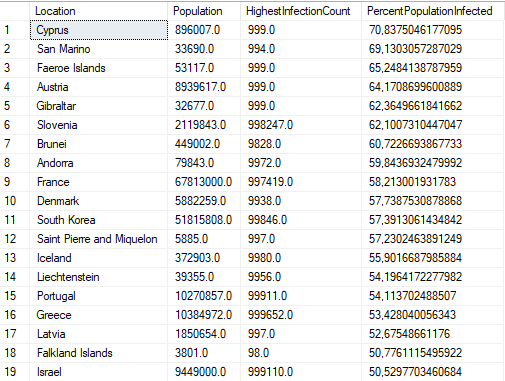 Location Population HighestInfectionCount PercentPopulationInfected
1 Cyprus 896007.0 999.0 70,8375046177095
2 San Marino 33690.0 994.0 69,1303057287029
3 Faeroe Islands 53117.0 999.0 65,2484138787959
4 Austria 8939617.0 999.0 64,1708699600889
5 Gibraltar 32677.0 999.0 62,3649661841662
6 Slovenia 2119843.0 998247.0 62,1007310447047
7 Brunei 449002.0 9828.0 60,7226693867733
8 Andorra 79843.0 9972.0 59,8436932479992
9 France 67813000.0 997419.0 58,213001931783
10 Denmark 5882259.0 9938.0 57,7387530878868
11 South Korea 51815808.0 99846.0 57,3913061434842
12 Saint Pierre and Miquelon 5885.0 997.0 57,2302463891249
13 Iceland 372903.0 9980.0 55,9016687985884
14 Liechtenstein 39355.0 9956.0 54,1964172277982
15 Portugal 10270857.0 99911.0 54,113702488507
16 Greece 10384972.0 999652.0 53,428040056343
17 Latvia 1850654.0 997.0 52,67548661176
18 Falkland Islands 3801.0 98.0 50,7761115495922
19 Israel 9449000.0 999110.0 50,5297703460684